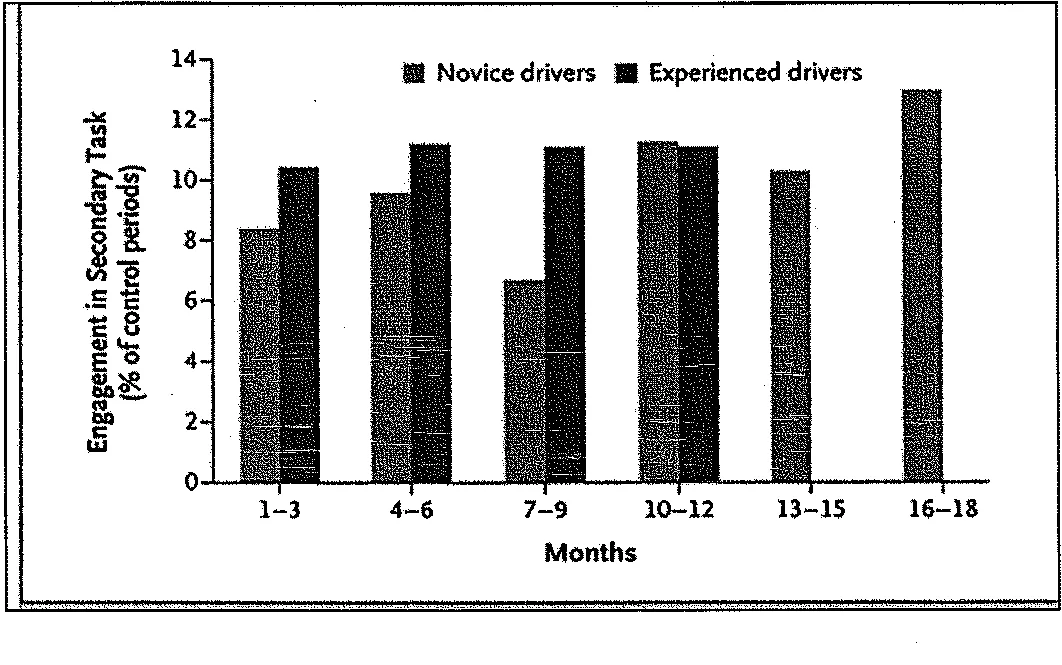 14
Novice drivers Experienced drivers
12
10
8
6
4
2
0
Engagement in Secondary Task
(% of control periods)
1–3 4–6 7–9 10–12 13–15 16–18
Months